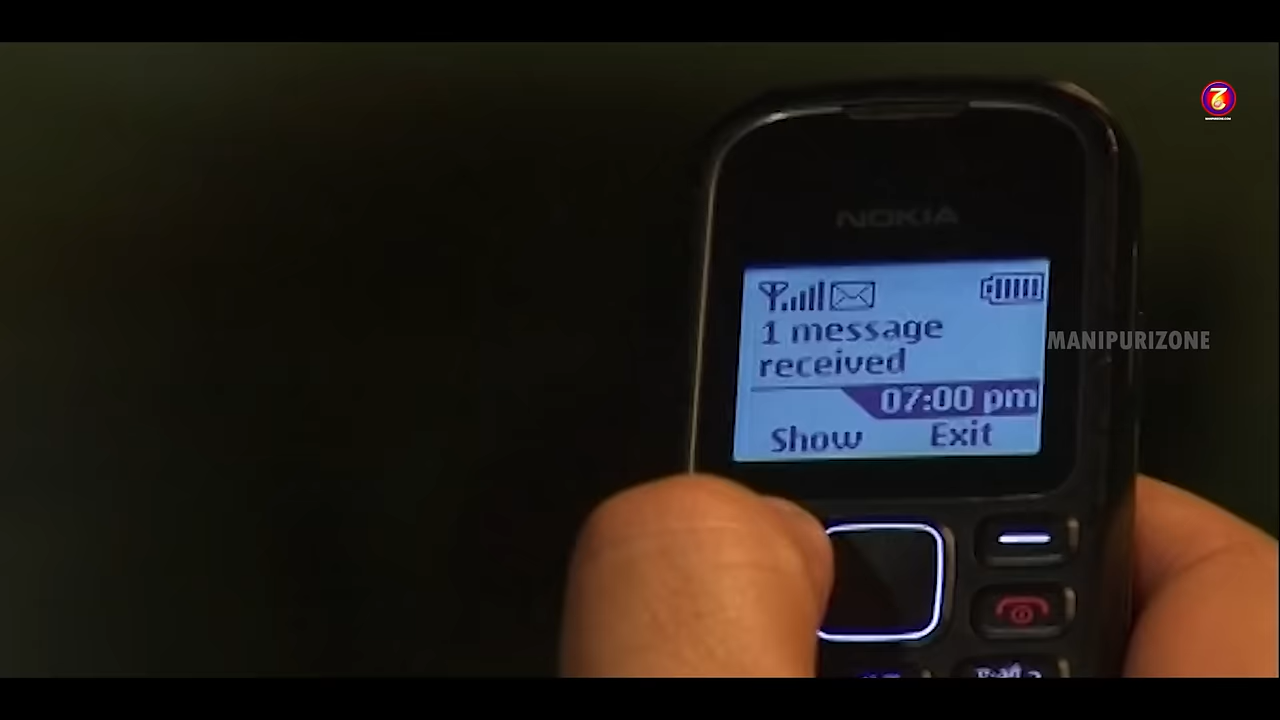 NOKIA
1 message
received
07:00 pm
Show Exit
MANIPURIZONE